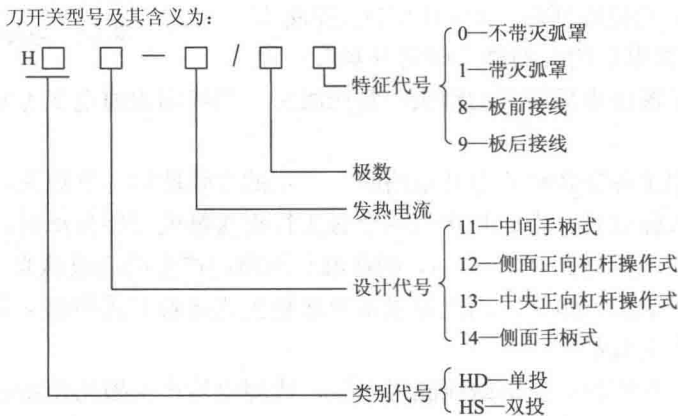 刀开关型号及其含义为:
H□ □ — □ / □ □
特征代号
0—不带灭弧罩
1—带灭弧罩
8—板前接线
9—板后接线
极数
发热电流
设计代号
11—中间手柄式
12—侧面正向杠杆操作式
13—中央正向杠杆操作式
14—侧面手柄式
类别代号
HD—单投
HS—双投